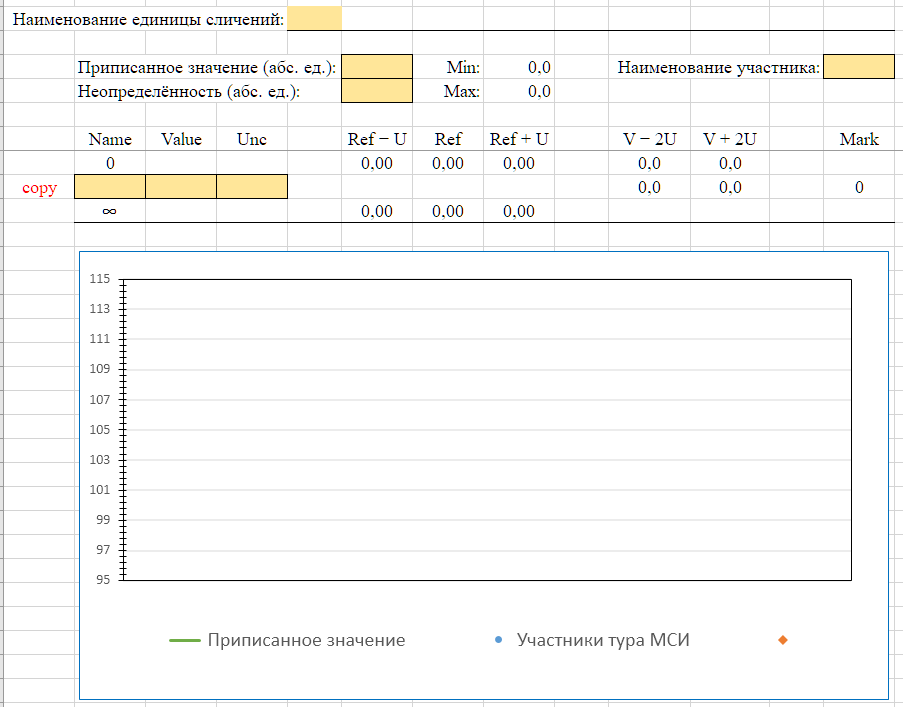 Наименование единицы сличений:
Приписанное значение (абс. ед.): Min: 0,0 Наименование участника:
Неопределённость (абс. ед.): Max: 0,0
Name Value Unc Ref − U Ref Ref + U V − 2U V + 2U Mark
0 0,00 0,00 0,00 0,0 0,0
copy 0,0 0,0 0
∞ 0,00 0,00 0,00
115
113
111
109
107
105
103
101
99
97
95
Приписанное значение Участники тура МСИ